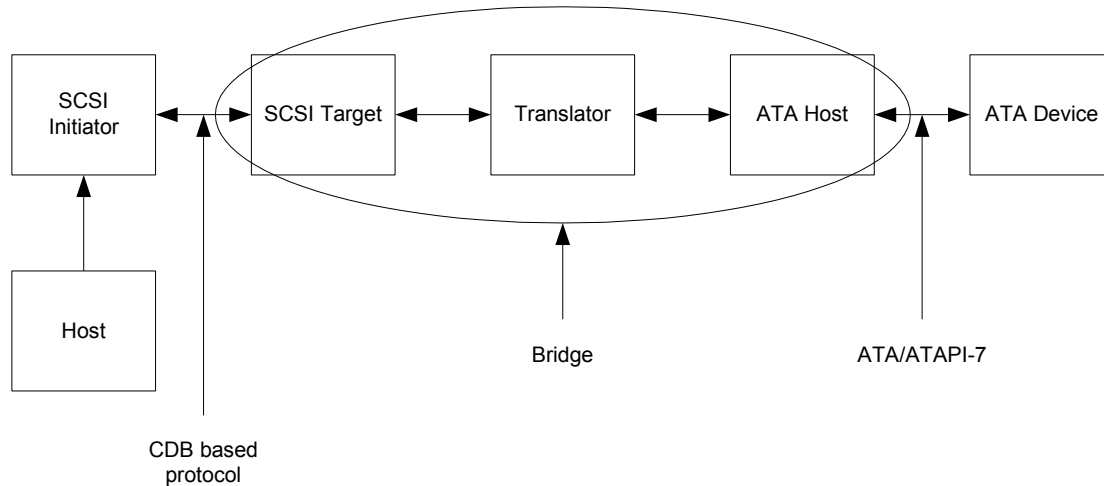 SCSI
Initiator
SCSI Target
Translator
ATA Host
ATA Device
Host
Bridge
ATA/ATAPI-7
CDB based
protocol